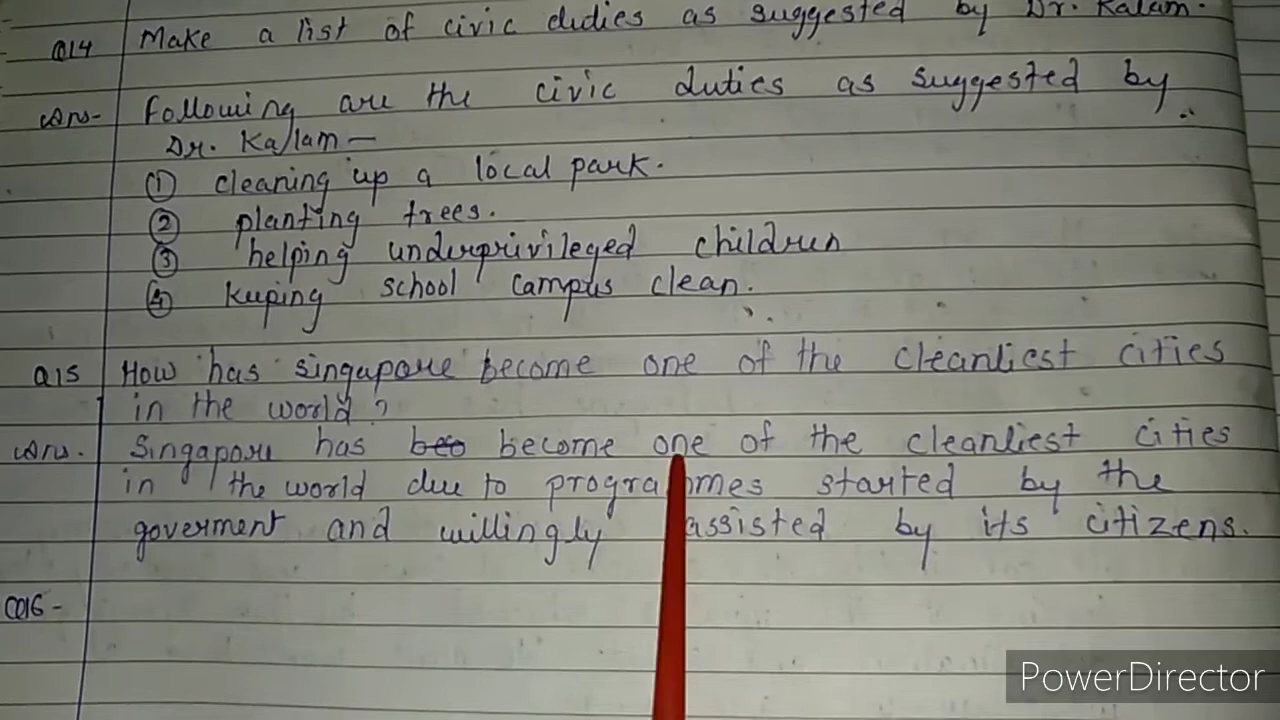 Q14 Make a list of civic duties as suggested by Dr. Kalam.
Ans- Following are the civic duties as suggested by
Dr. Kalam —
① cleaning up a local park.
② planting trees.
③ helping underprivileged children
④ keeping school campus clean.
Q15 How has singapore become one of the cleanliest cities
in the world ?
Ans. Singapore has beo become one of the cleanliest cities
in the world due to programmes started by the
goverment and willingly assisted by its citizens.
Q16-
PowerDirector